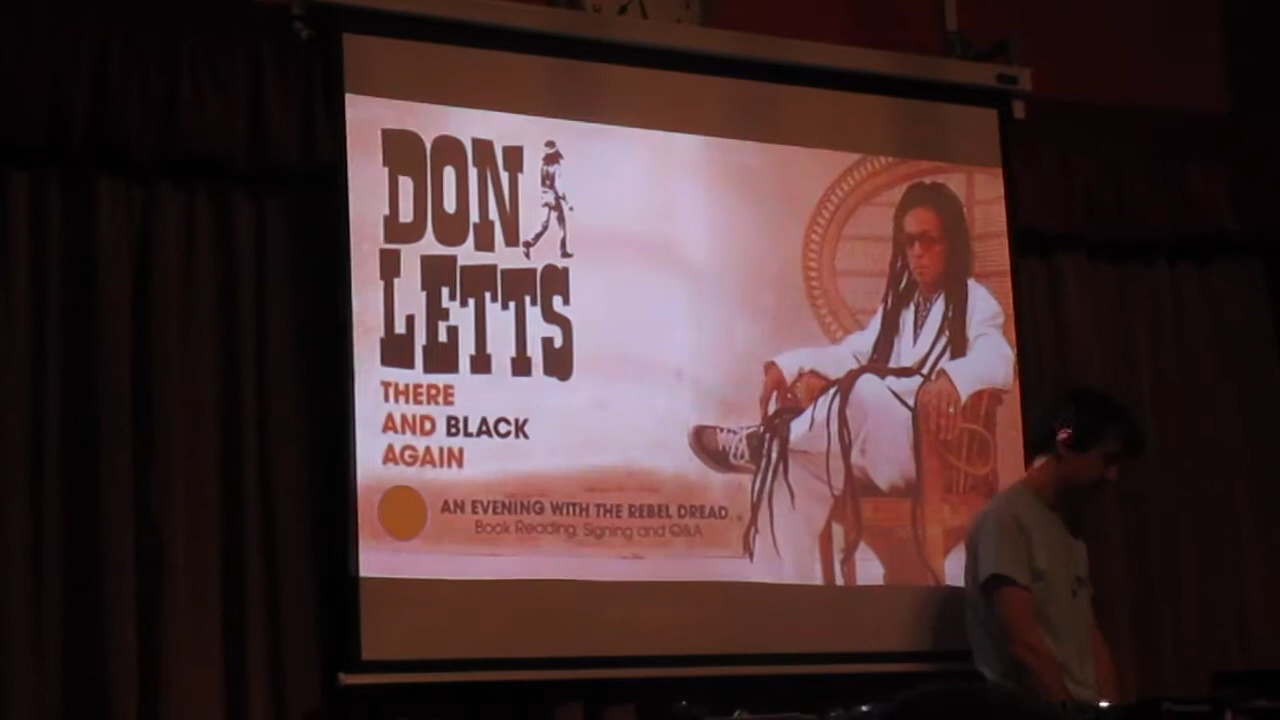 DON
LETTS
THERE
AND BLACK
AGAIN
AN EVENING WITH THE REBEL DREAD
Book Reading, Signing and Q&A